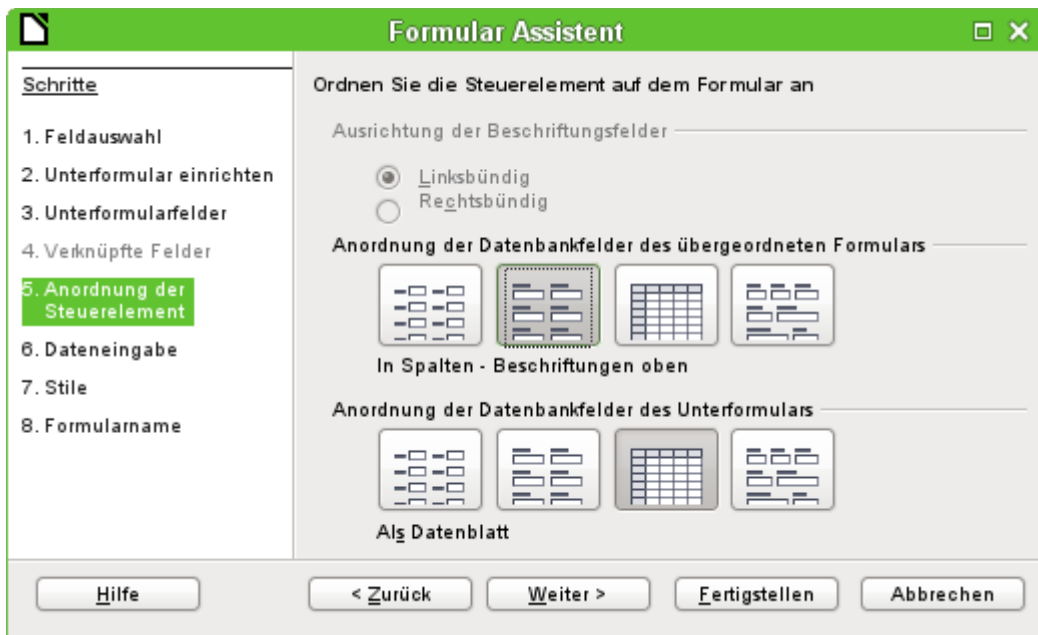 Formular Assistent
Schritte
1. Feldauswahl
2. Unterformular einrichten
3. Unterformularfelder
4. Verknüpfte Felder
5. Anordnung der
Steuerelement
6. Dateneingabe
7. Stile
8. Formularname
Ordnen Sie die Steuerelement auf dem Formular an
Ausrichtung der Beschriftungsfelder
Linksbündig
Rechtsbündig
Anordnung der Datenbankfelder des übergeordneten Formulars
In Spalten - Beschriftungen oben
Anordnung der Datenbankfelder des Unterformulars
Als Datenblatt
Hilfe
< Zurück
Weiter >
Fertigstellen
Abbrechen